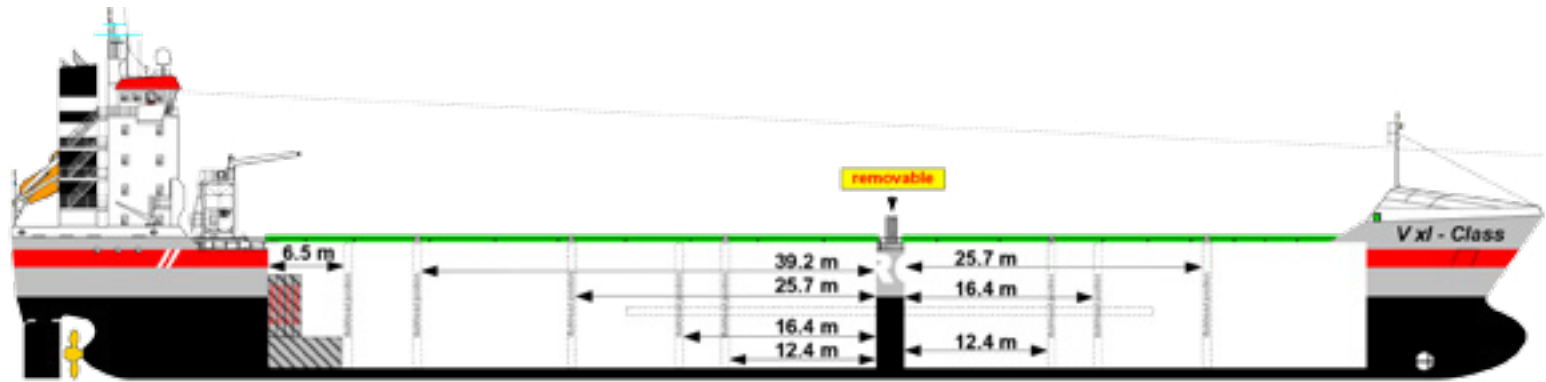 removable
V xl - Class
6.5 m
39.2 m
25.7 m
25.7 m
16.4 m
16.4 m
12.4 m
12.4 m